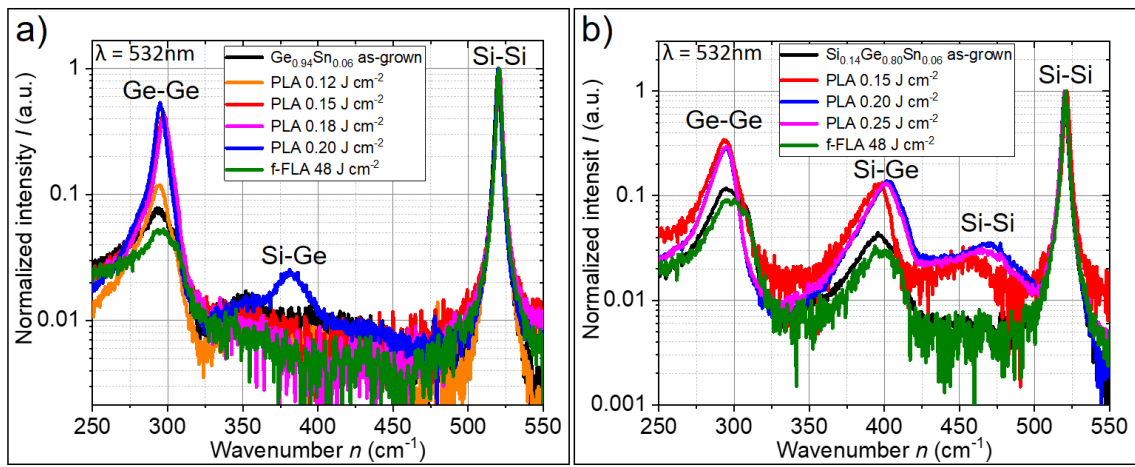 a)
λ = 532nm
Ge0.94Sn0.06 as-grown
PLA 0.12 J cm-2
PLA 0.15 J cm-2
PLA 0.18 J cm-2
PLA 0.20 J cm-2
f-FLA 48 J cm-2
Ge-Ge
Si-Ge
Si-Si
Normalized intensity I (a.u.)
1
0.1
0.01
250 300 350 400 450 500 550
Wavenumber n (cm-1)
b)
λ = 532nm
Si0.14Ge0.80Sn0.06 as-grown
PLA 0.15 J cm-2
PLA 0.20 J cm-2
PLA 0.25 J cm-2
f-FLA 48 J cm-2
Ge-Ge
Si-Ge
Si-Si
Si-Si
Normalized intensit I (a.u.)
1
0.1
0.01
0.001
250 300 350 400 450 500 550
Wavenumber n (cm-1)